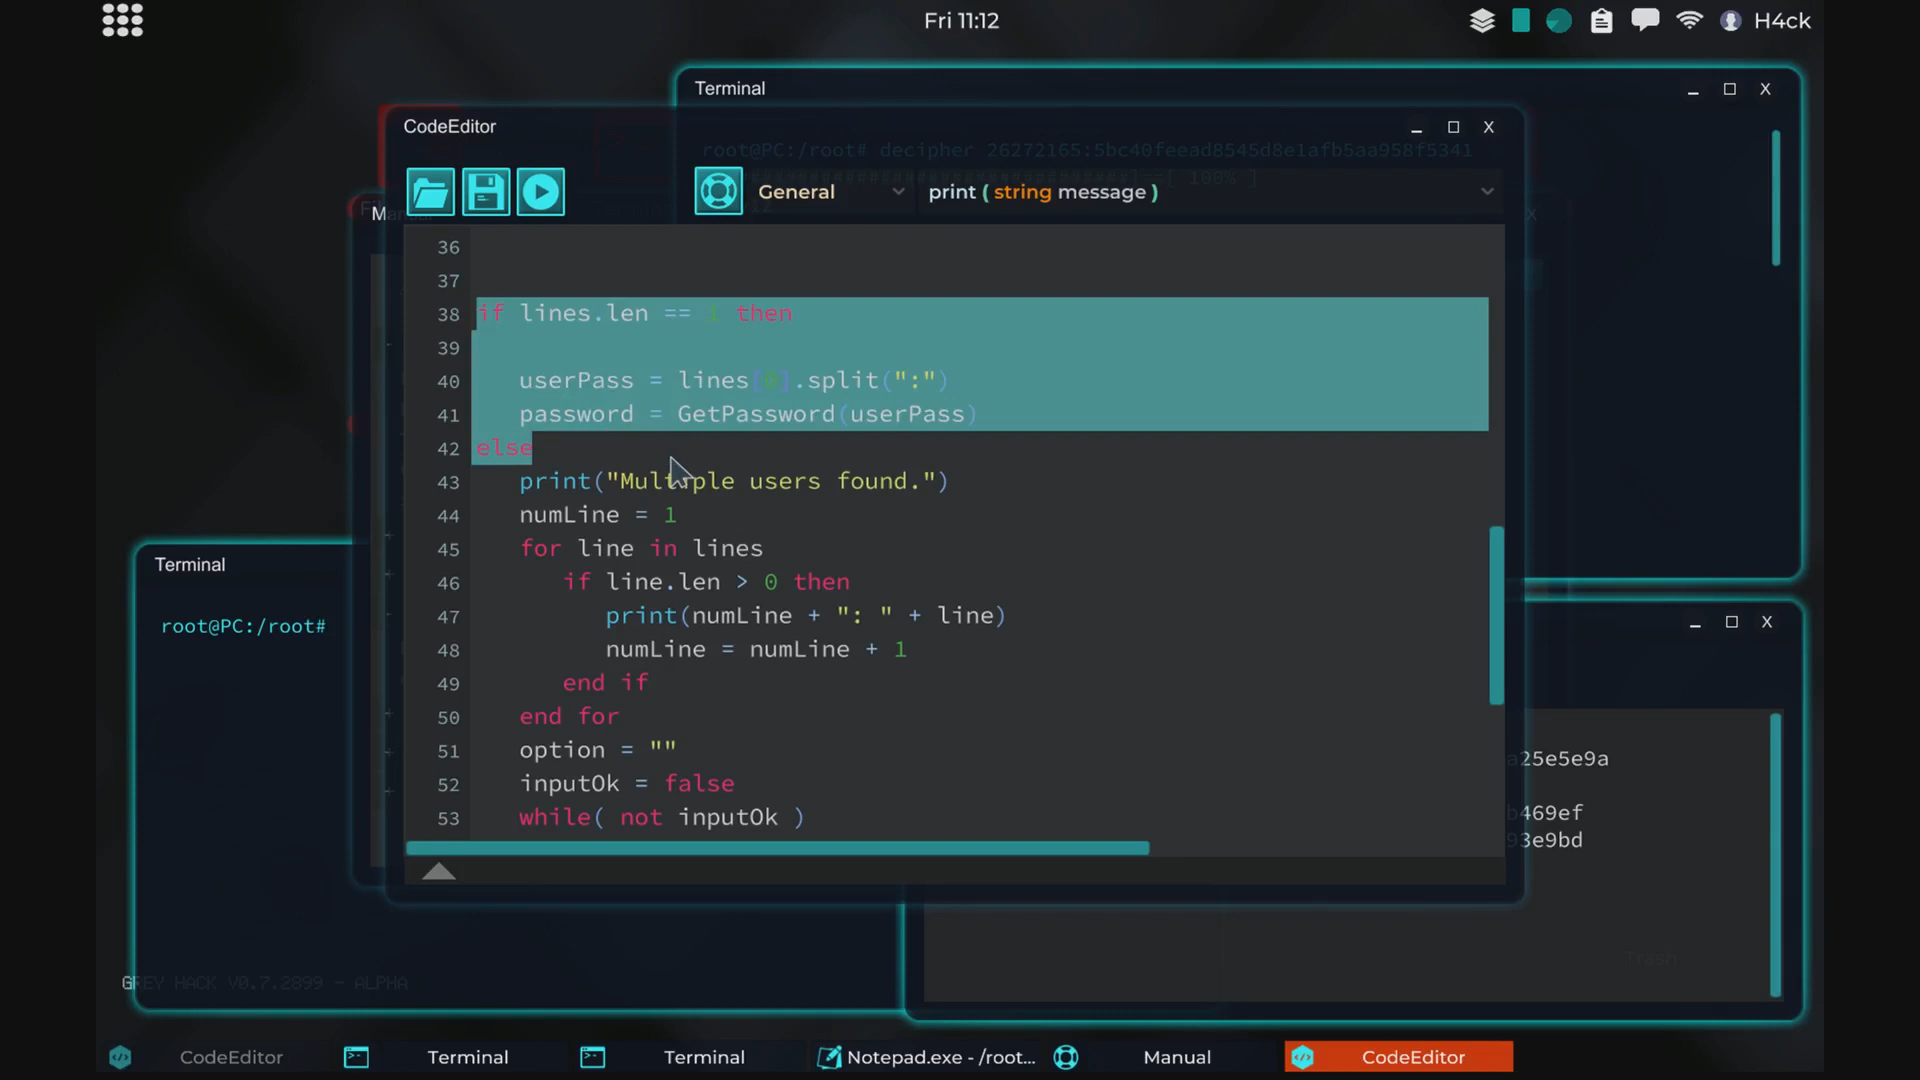 Fri 11:12
H4ck
Terminal
CodeEditor
root@PC:/root# decipher 26272165:5bc40feead8545d8e1afb5aa958f5341
General
print ( string message )
36
37
38 if lines.len == 1 then
39
40 userPass = lines[0].split(":")
41 password = GetPassword(userPass)
42 else
43 print("Multiple users found.")
44 numLine = 1
45 for line in lines
46 if line.len > 0 then
47 print(numLine + ": " + line)
48 numLine = numLine + 1
49 end if
50 end for
51 option = ""
52 inputOk = false
53 while( not inputOk )
Terminal
root@PC:/root#
a25e5e9a
b469ef
93e9bd
Trash
GREY HACK V0.7.2899 - ALPHA
CodeEditor
Terminal
Terminal
Notepad.exe - /root...
Manual
CodeEditor